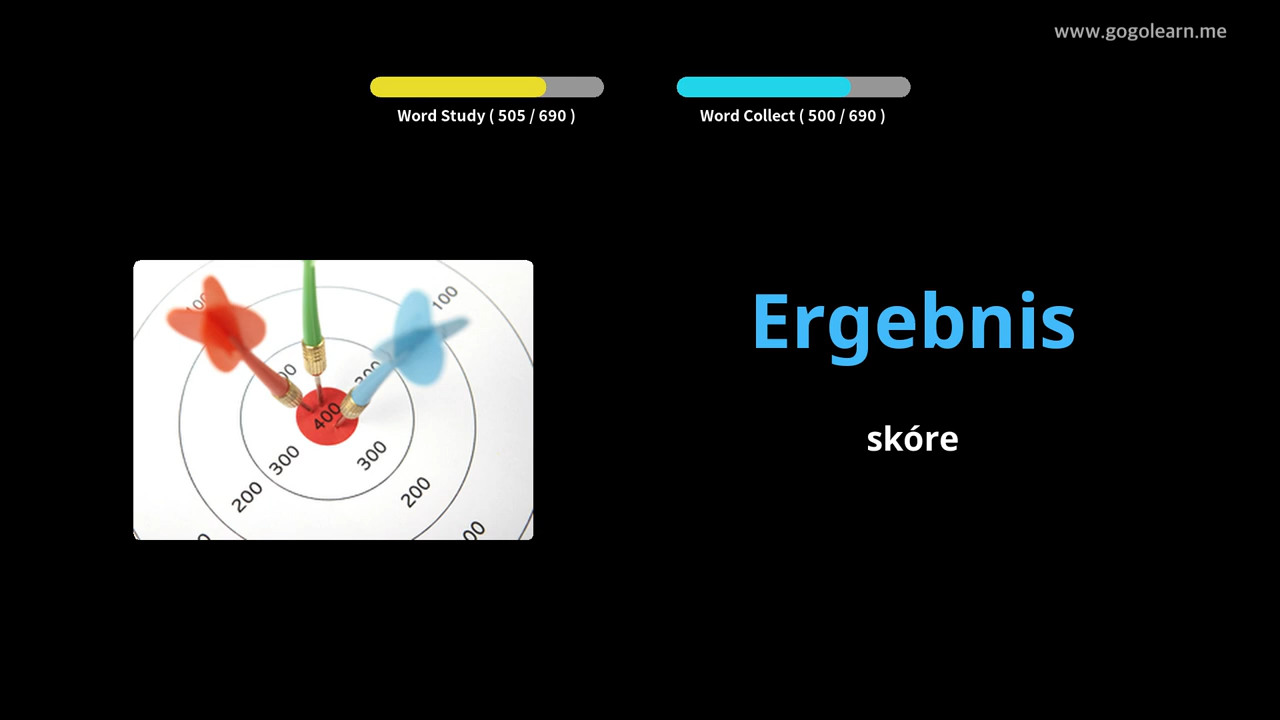 www.gogolearn.me
Word Study ( 505 / 690 )
Word Collect ( 500 / 690 )
100
100
200
400
300
300
200
200
Ergebnis
skóre